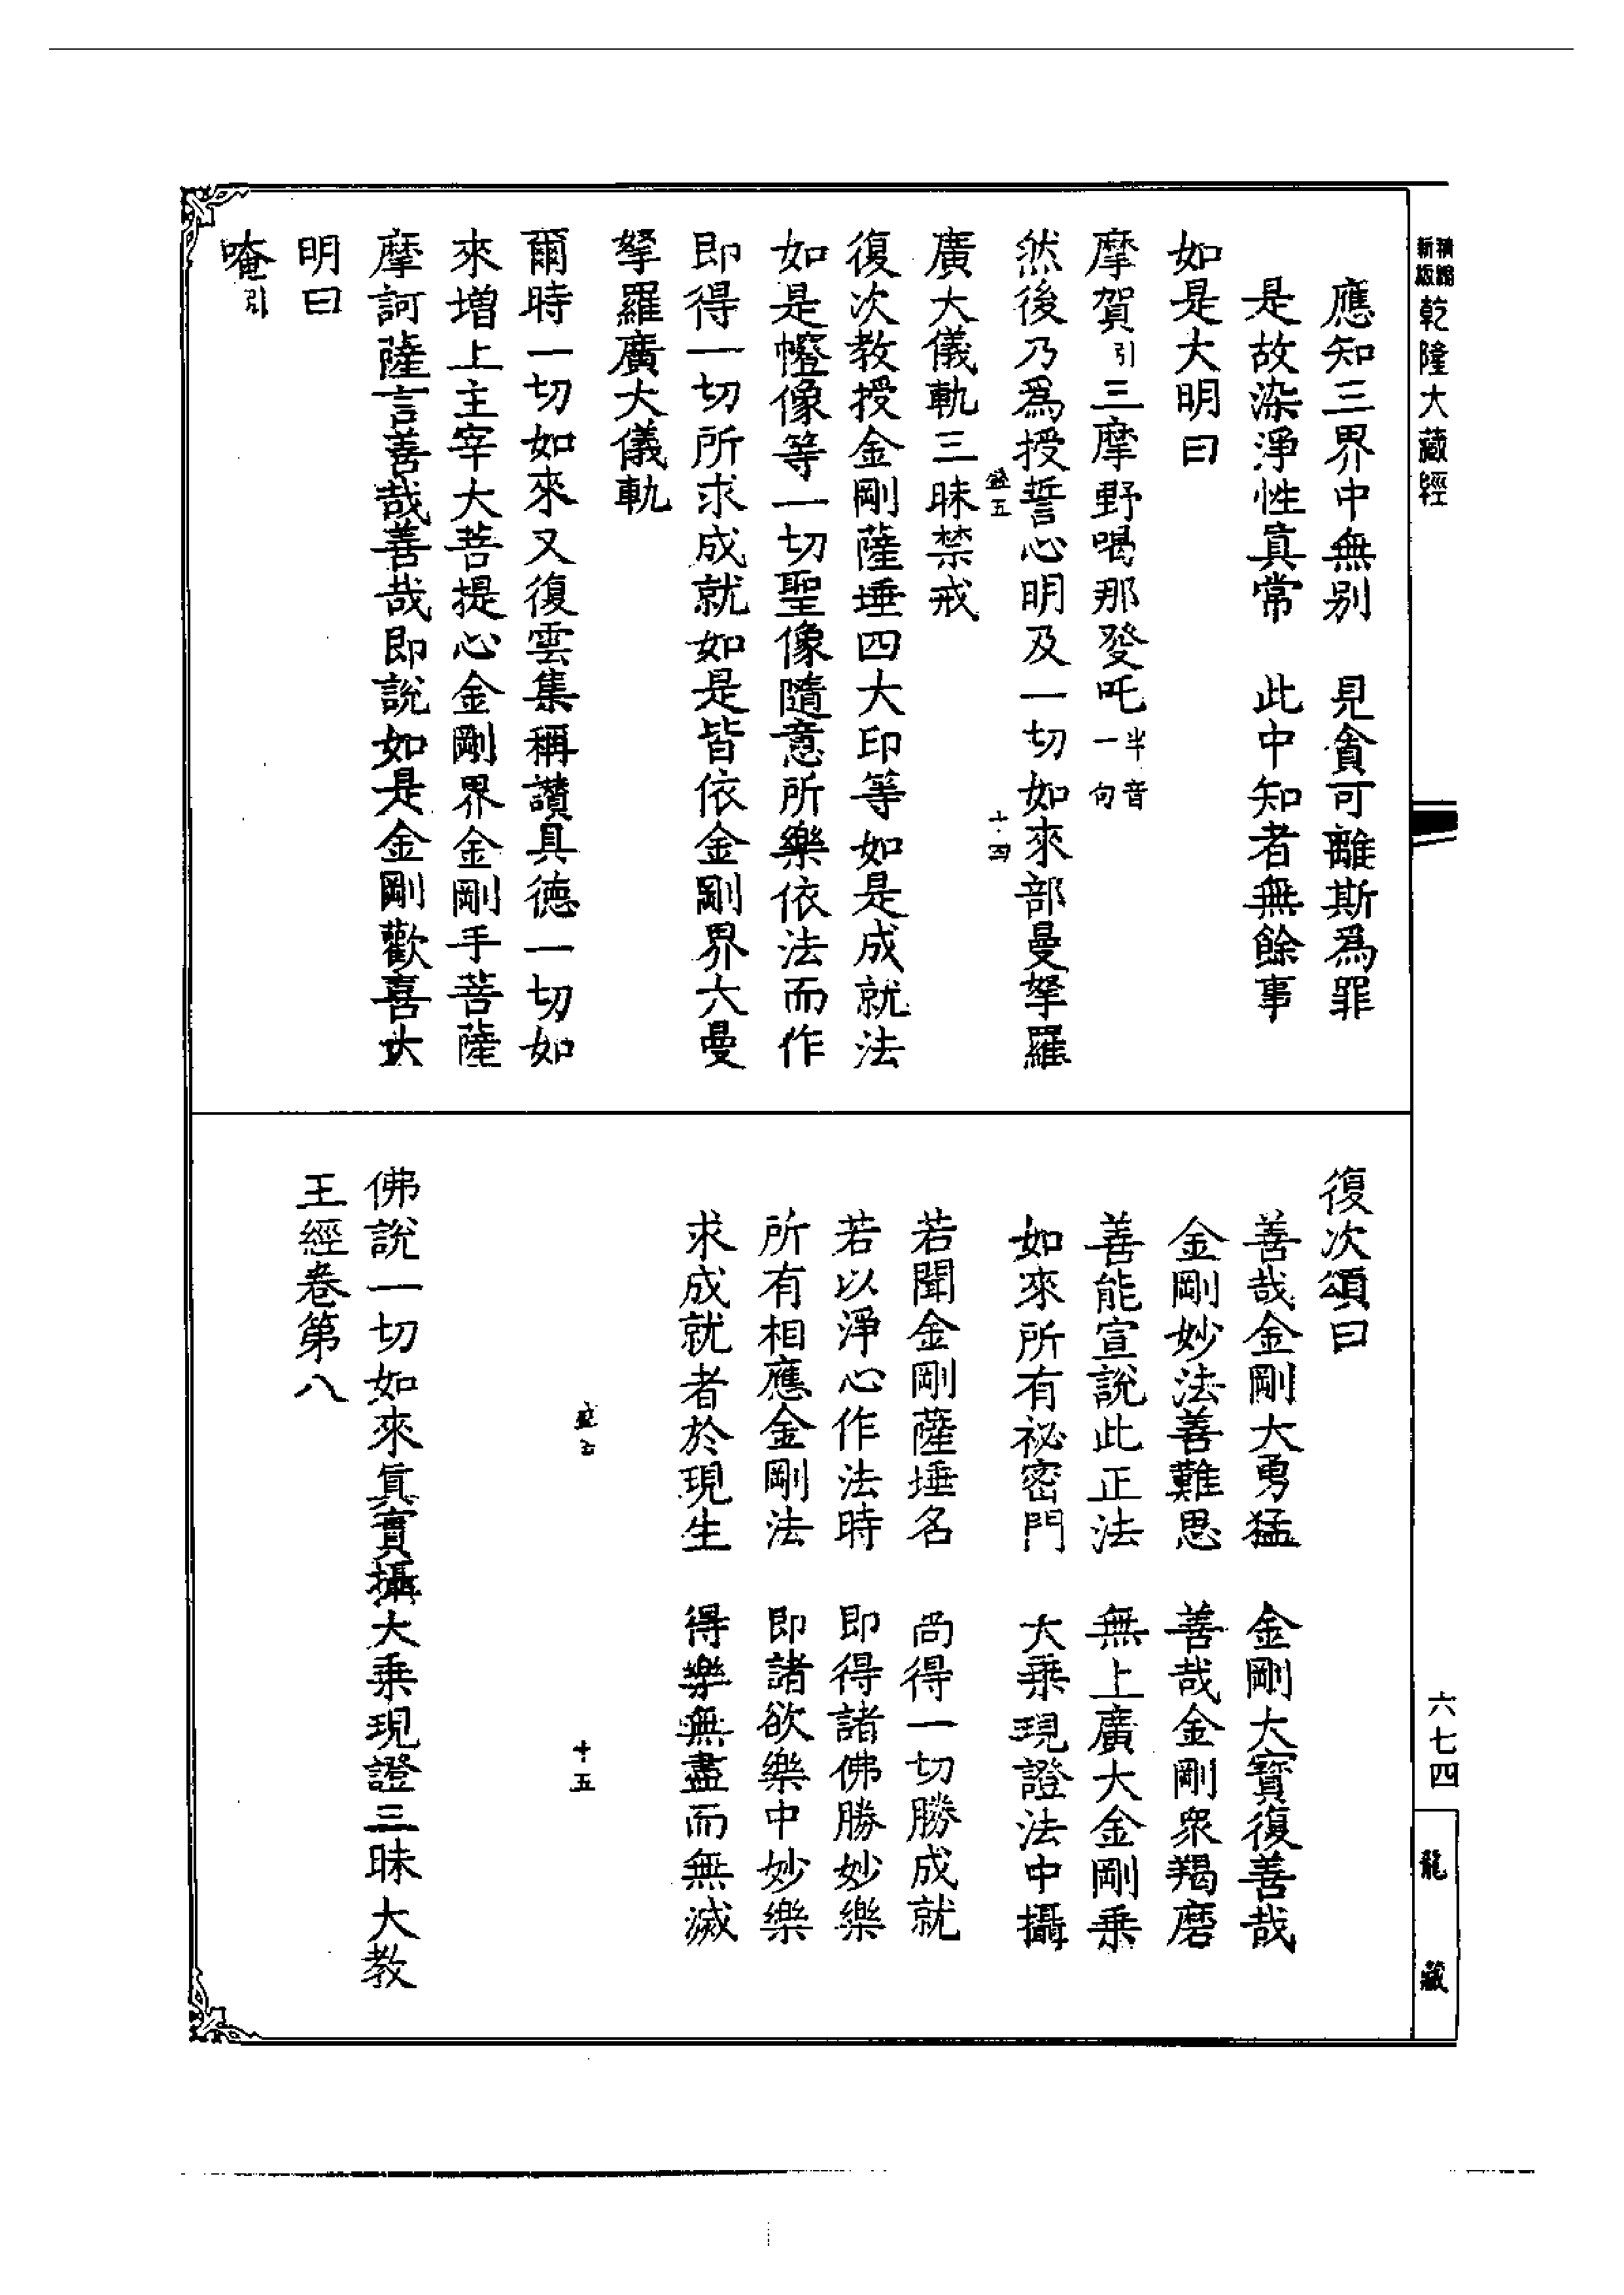 新版 精縮 乾隆大藏經
應知三界中無別　見貪可離斯為罪
是故染淨性真常　此中知者無餘事
如是大明曰
摩賀引三摩野喝那發吒半音一句
然後乃為授誓心明及一切如來部曼拏羅
盛五　十四
廣大儀軌三昧禁戒
復次教授金剛薩埵四大印等如是成就法
如是幀像等一切聖像隨意所樂依法而作
即得一切所求成就如是皆依金剛界大曼
拏羅廣大儀軌
爾時一切如來又復雲集稱讚具德一切如
來增上主宰大菩提心金剛界金剛手菩薩
摩訶薩言善哉善哉即說如是金剛歡喜大
明曰
唵引
復次頌曰
善哉金剛大勇猛　金剛大寶復善哉
金剛妙法善難思　善哉金剛衆羯磨
善能宣說此正法　無上廣大金剛乗
如來所有祕密門　大乗現證法中攝
若聞金剛薩埵名　尚得一切勝成就
若以淨心作法時　即得諸佛勝妙樂
所有相應金剛法　即諸欲樂中妙樂
求成就者於現生　得樂無盡而無滅
盛五　十五
佛說一切如來真實攝大乗現證三昧大教
王經卷第八
六七四
龍藏